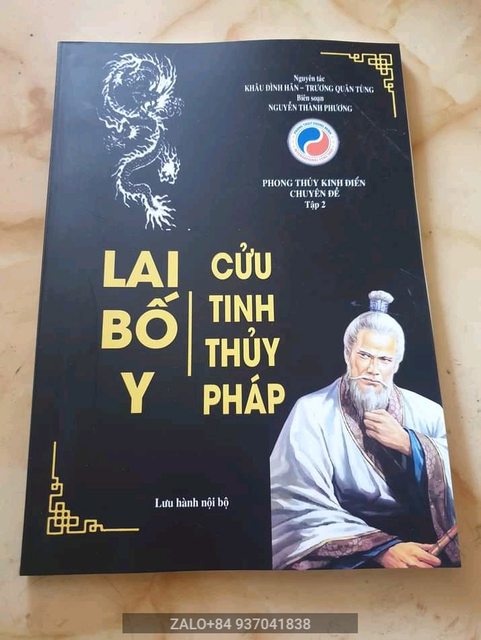 Nguyên tác
KHÂU ĐÌNH HÂN – TRƯƠNG QUÂN TÙNG
Biên soạn
NGUYỄN THÀNH PHƯƠNG
PHONG THỦY KINH ĐIỂN
CHUYÊN ĐỀ
Tập 2
LAI
BỐ
Y
CỬU
TINH
THỦY
PHÁP
Lưu hành nội bộ
ZALO+84 937041838